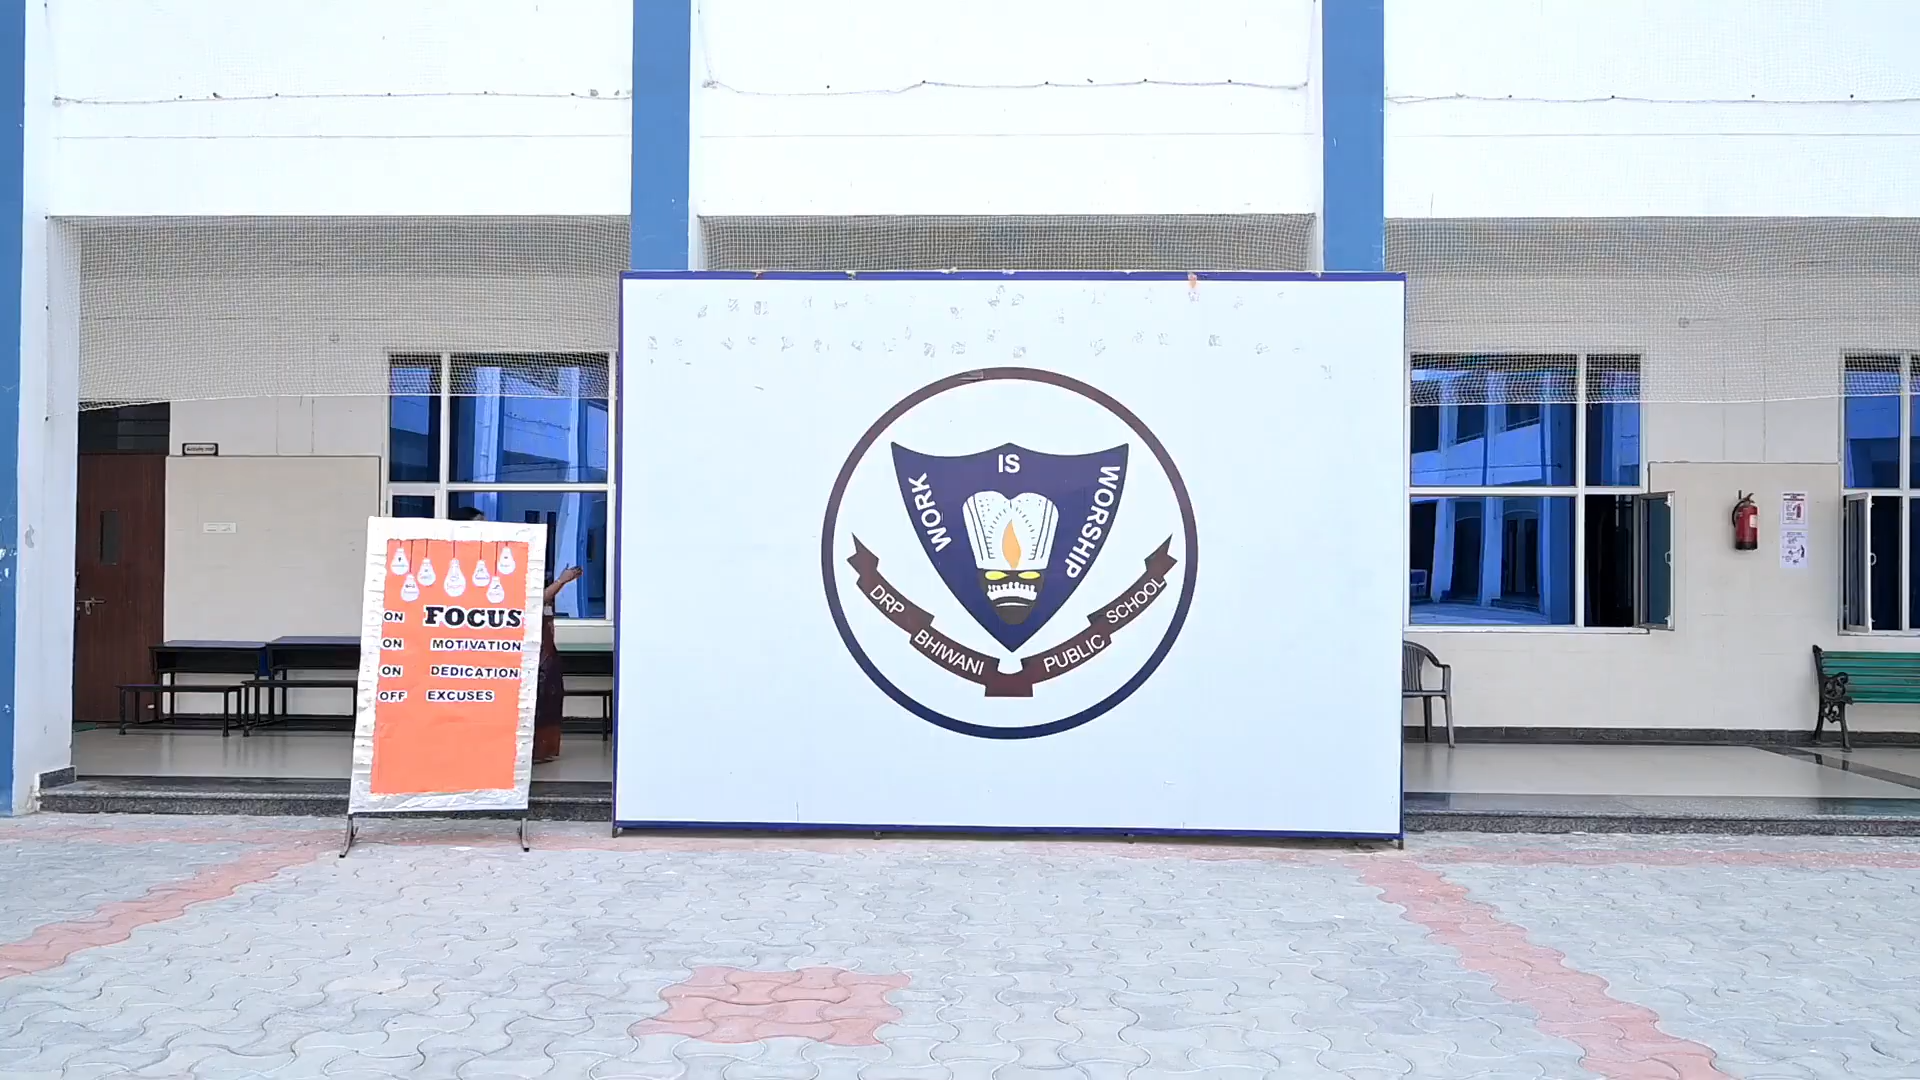 ON FOCUS
ON MOTIVATION
ON DEDICATION
OFF EXCUSES
WORK IS WORSHIP
DRP BHIWANI PUBLIC SCHOOL